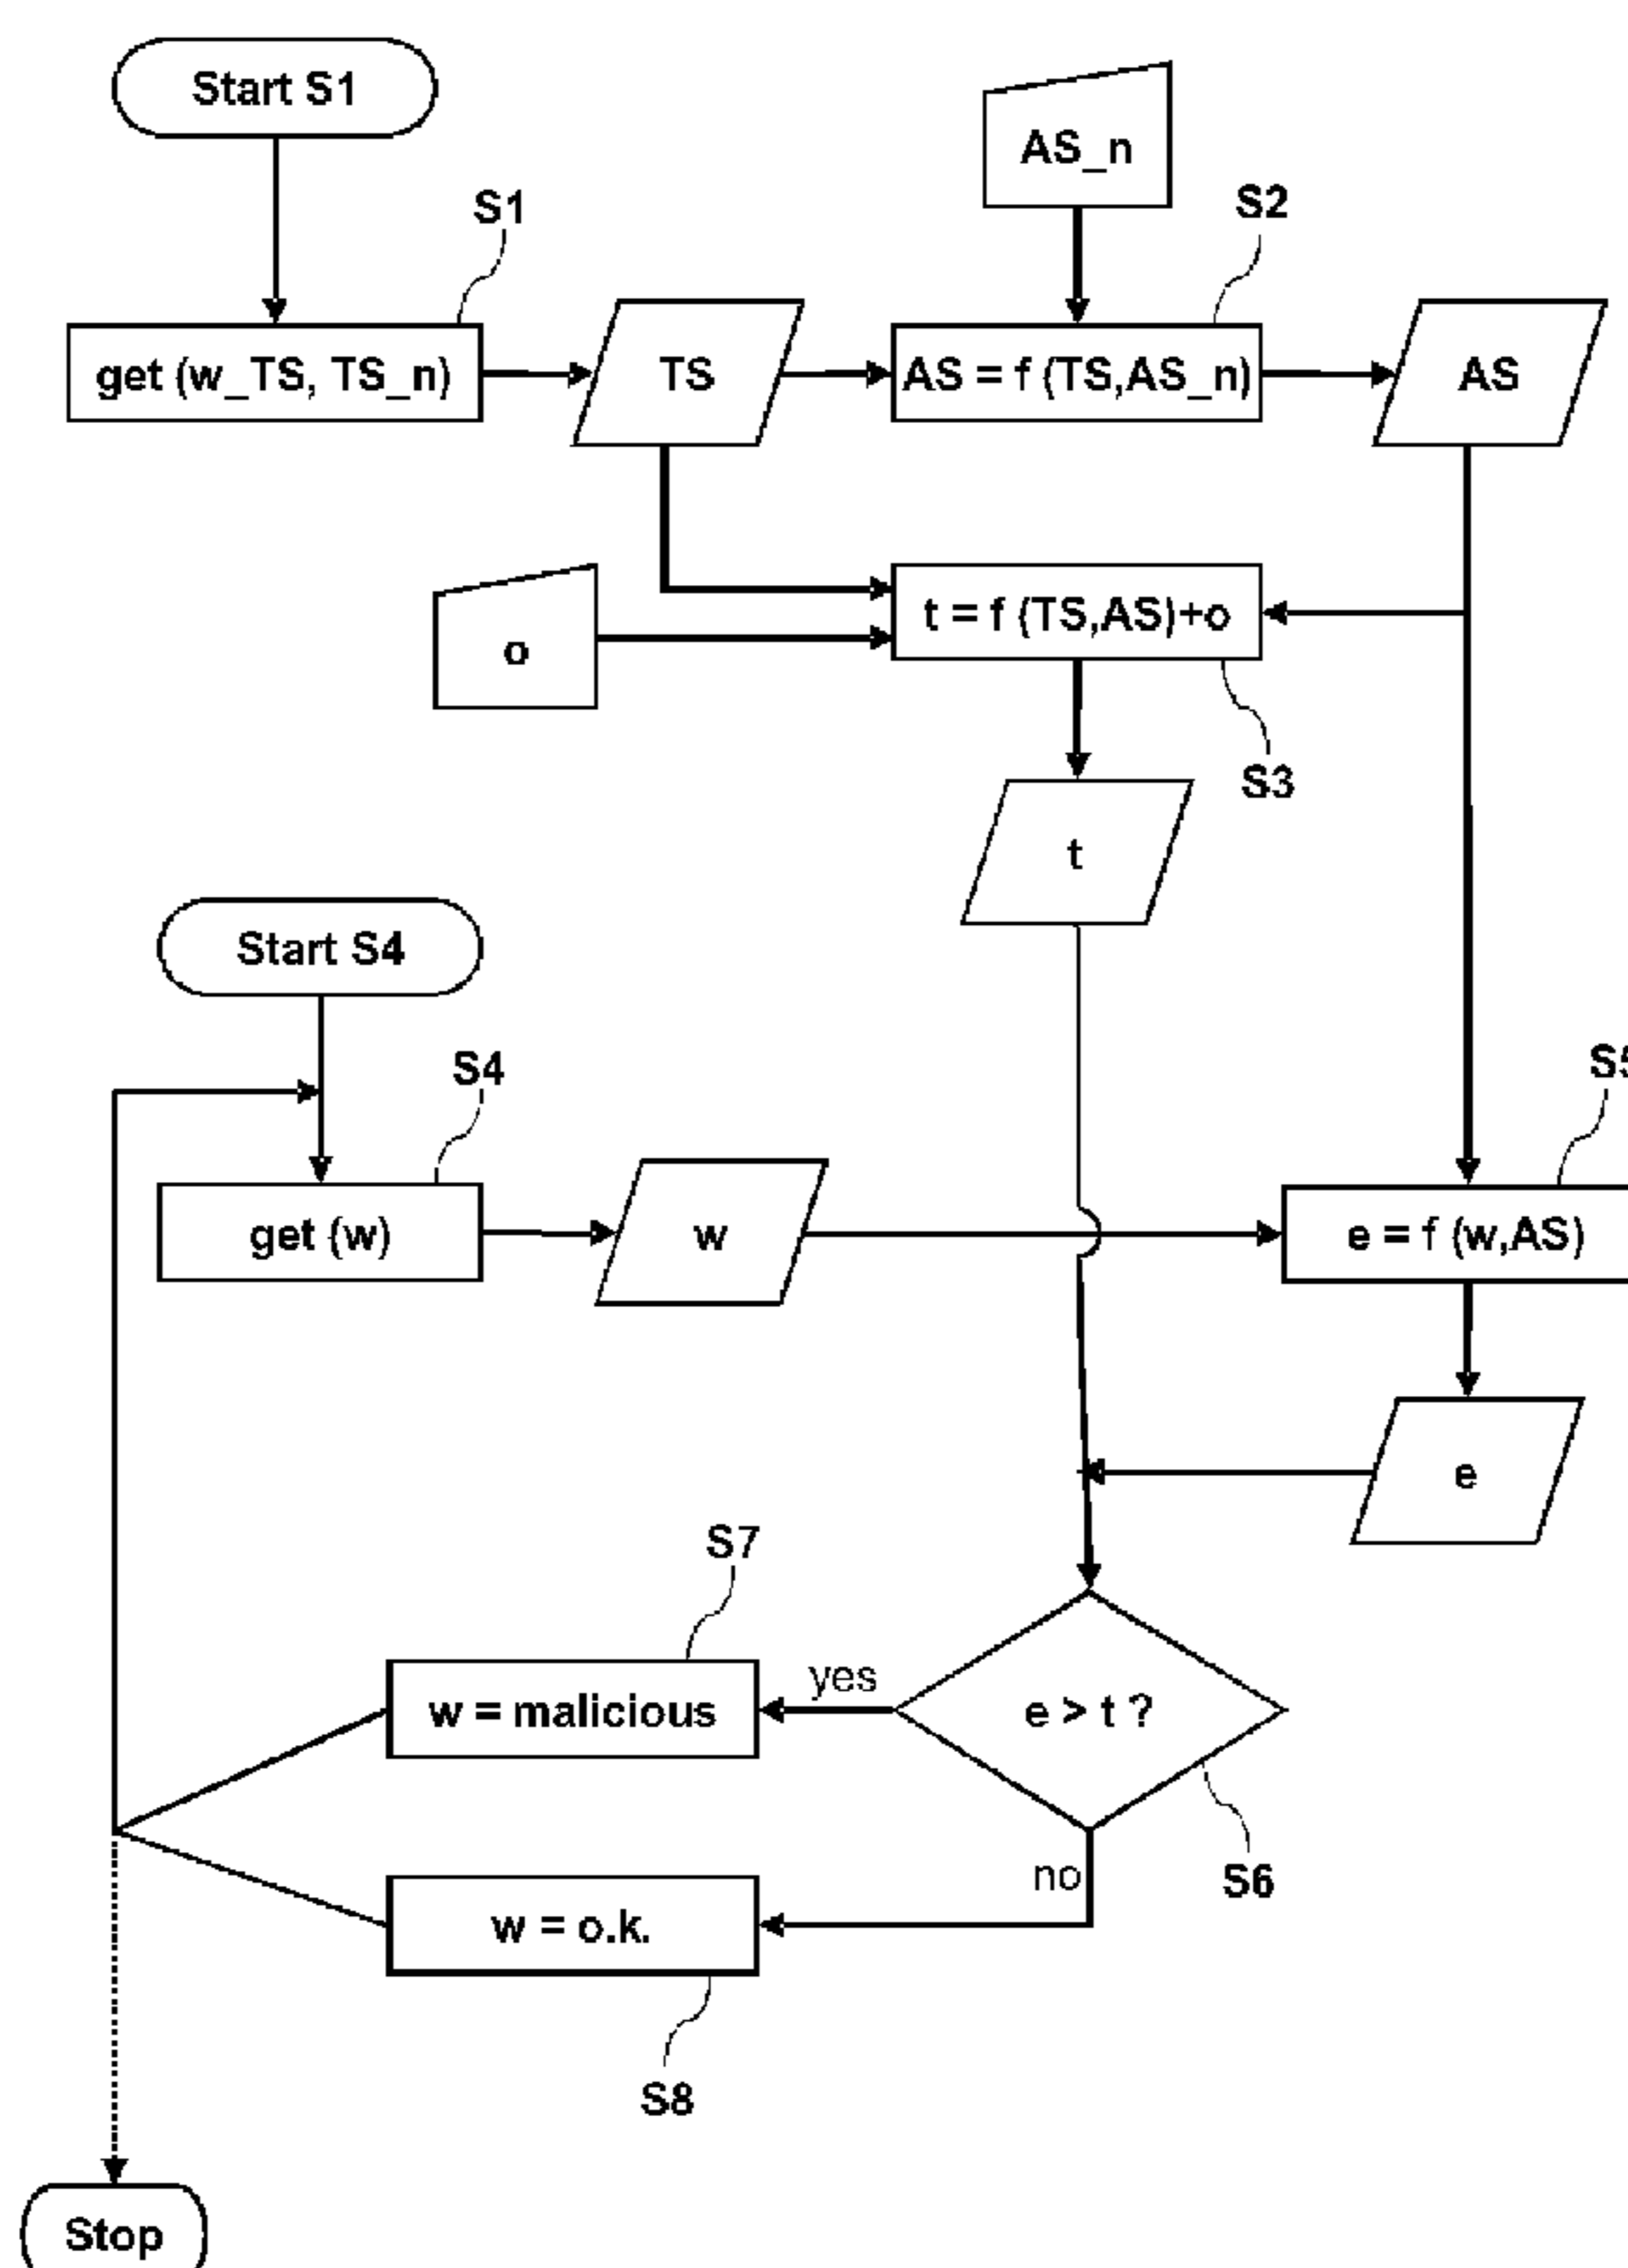 Start S1
AS_n
S1
S2
get (w_TS, TS_n)
TS
AS = f (TS,AS_n)
AS
t = f (TS,AS)+o
o
S3
t
Start S4
S4
S5
get (w)
w
e = f (w,AS)
e
S7
yes
w = malicious
e > t ?
no
S6
w = o.k.
S8
Stop